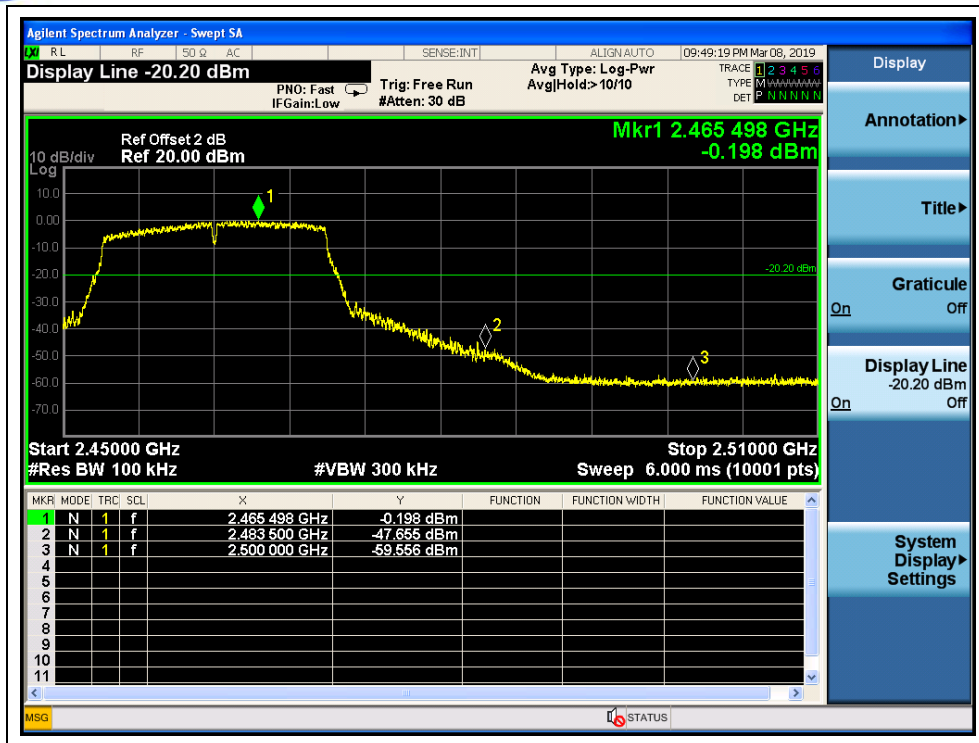 Agilent Spectrum Analyzer - Swept SA
LXI RL RF 50 Ω AC SENSE:INT ALIGN AUTO 09:49:19 PM Mar 08, 2019
Display Line -20.20 dBm
PNO: Fast
IFGain:Low
Trig: Free Run
#Atten: 30 dB
Avg Type: Log-Pwr
Avg|Hold:>10/10
TRACE 1 2 3 4 5 6
TYPE M WWWWW
DET P N N N N N
Mkr1 2.465 498 GHz
-0.198 dBm
Ref Offset 2 dB
10 dB/div Ref 20.00 dBm
Log
10.0
0.00
-10.0
-20.0
-30.0
-40.0
-50.0
-60.0
-70.0
1
-20.20 dBm
2
3
Start 2.45000 GHz Stop 2.51000 GHz
#Res BW 100 kHz #VBW 300 kHz Sweep 6.000 ms (10001 pts)
MKR MODE TRC SCL X Y FUNCTION FUNCTION WIDTH FUNCTION VALUE
1 N 1 f 2.465 498 GHz -0.198 dBm
2 N 1 f 2.483 500 GHz -47.655 dBm
3 N 1 f 2.500 000 GHz -59.556 dBm
4
5
6
7
8
9
10
11
MSG STATUS
Display
Annotation
Title
Graticule
On Off
Display Line
-20.20 dBm
On Off
System
Display
Settings